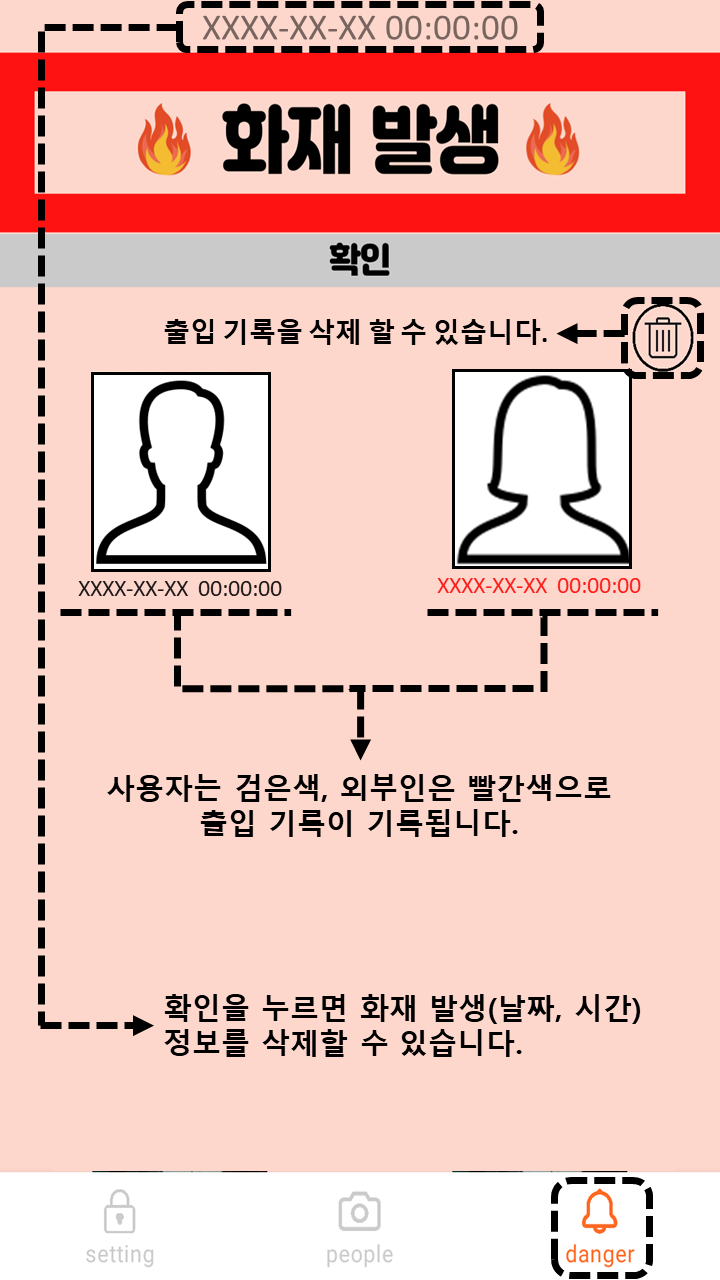 XXXX-XX-XX 00:00:00
화재 발생
확인
출입 기록을 삭제 할 수 있습니다.
XXXX-XX-XX 00:00:00
XXXX-XX-XX 00:00:00
사용자는 검은색, 외부인은 빨간색으로
출입 기록이 기록됩니다.
확인을 누르면 화재 발생(날짜, 시간)
정보를 삭제할 수 있습니다.
setting
people
danger